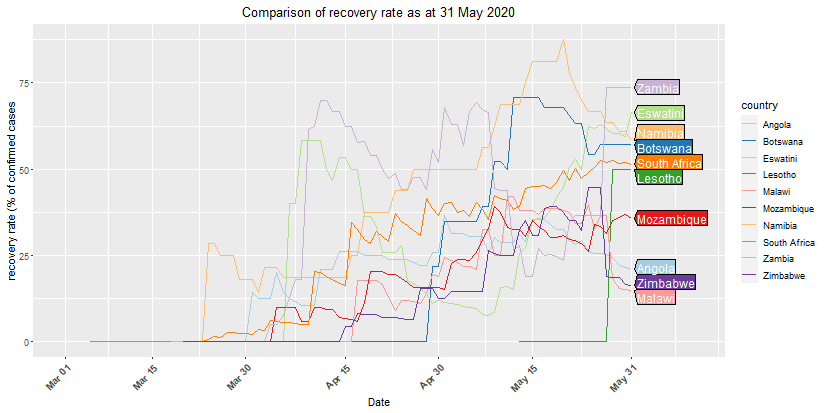 Comparison of recovery rate as at 31 May 2020
recovery rate (% of confirmed cases
75
50
25
0
Zambia
Eswatini
Namibia
Botswana
South Africa
Lesotho
Mozambique
Angola
Zimbabwe
Malawi
Mar 01
Mar 15
Mar 30
Apr 15
Apr 30
May 15
May 31
Date
country
Angola
Botswana
Eswatini
Lesotho
Malawi
Mozambique
Namibia
South Africa
Zambia
Zimbabwe